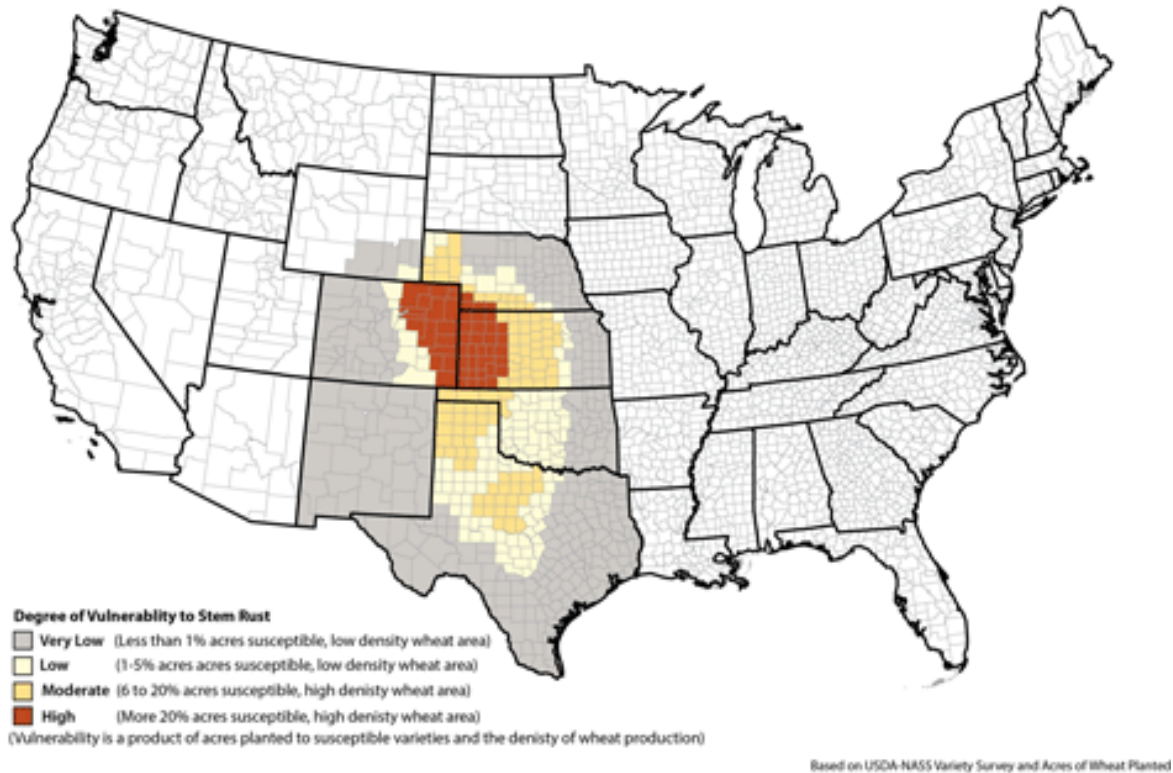 Degree of Vulnerablity to Stem Rust
Very Low (Less than 1% acres susceptible, low density wheat area)
Low (1-5% acres acres susceptible, low density wheat area)
Moderate (6 to 20% acres susceptible, high denisty wheat area)
High (More 20% acres susceptible, high denisty wheat area)
(Vulnerability is a product of acres planted to susceptible varieties and the denisty of wheat production)
Based on USDA-NASS Variety Survey and Acres of Wheat Planted